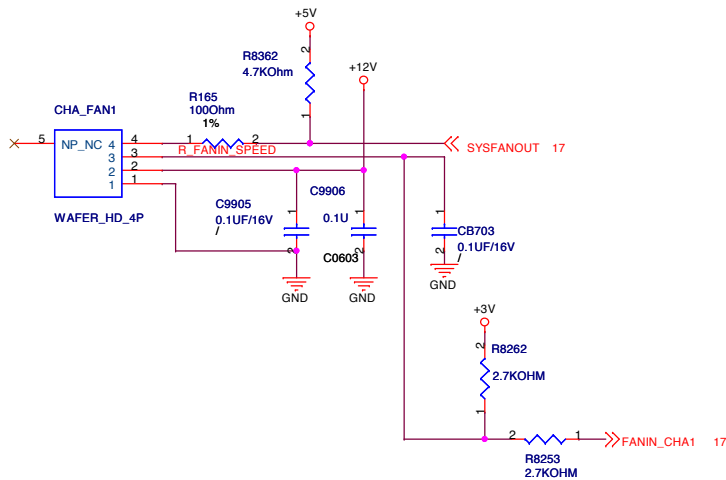 +5V
R8362
4.7KOhm
2
1
+12V
R165
100Ohm
1%
CHA_FAN1
5
NP_NC 4
3
2
1
4
3
2
1
1
2
R_FANIN_SPEED
SYSFANOUT 17
WAFER_HD_4P
C9905
0.1UF/16V
/
1
2
C9906
0.1U
1
2
C0603
1
2
CB703
0.1UF/16V
/
GND
GND
GND
+3V
2
R8262
2.7KOHM
1
2
1
FANIN_CHA1 17
R8253
2.7KOHM